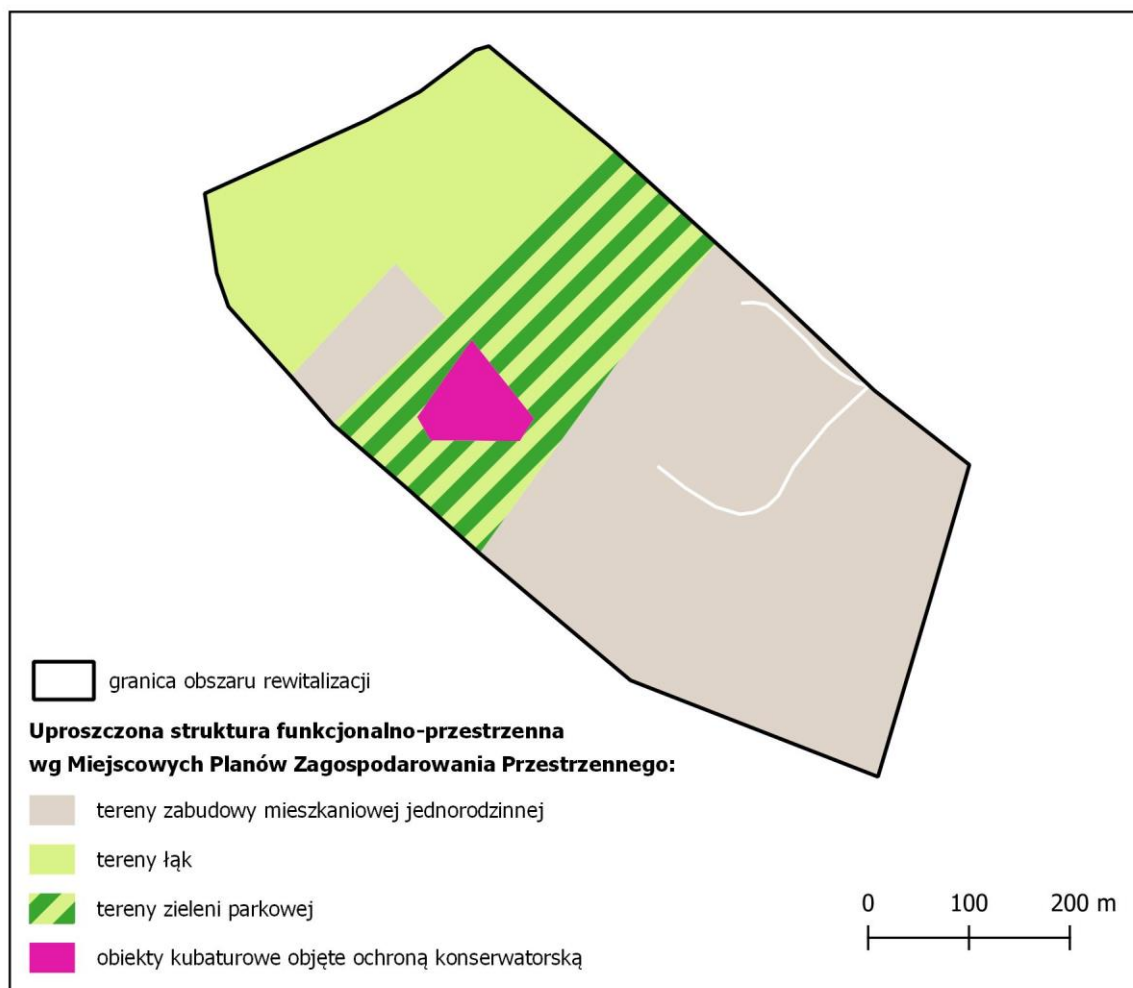 granica obszaru rewitalizacji
Uproszczona struktura funkcjonalno-przestrzenna
wg Miejscowych Planów Zagospodarowania Przestrzennego:
tereny zabudowy mieszkaniowej jednorodzinnej
tereny łąk
tereny zieleni parkowej
obiekty kubaturowe objęte ochroną konserwatorską
0 100 200 m